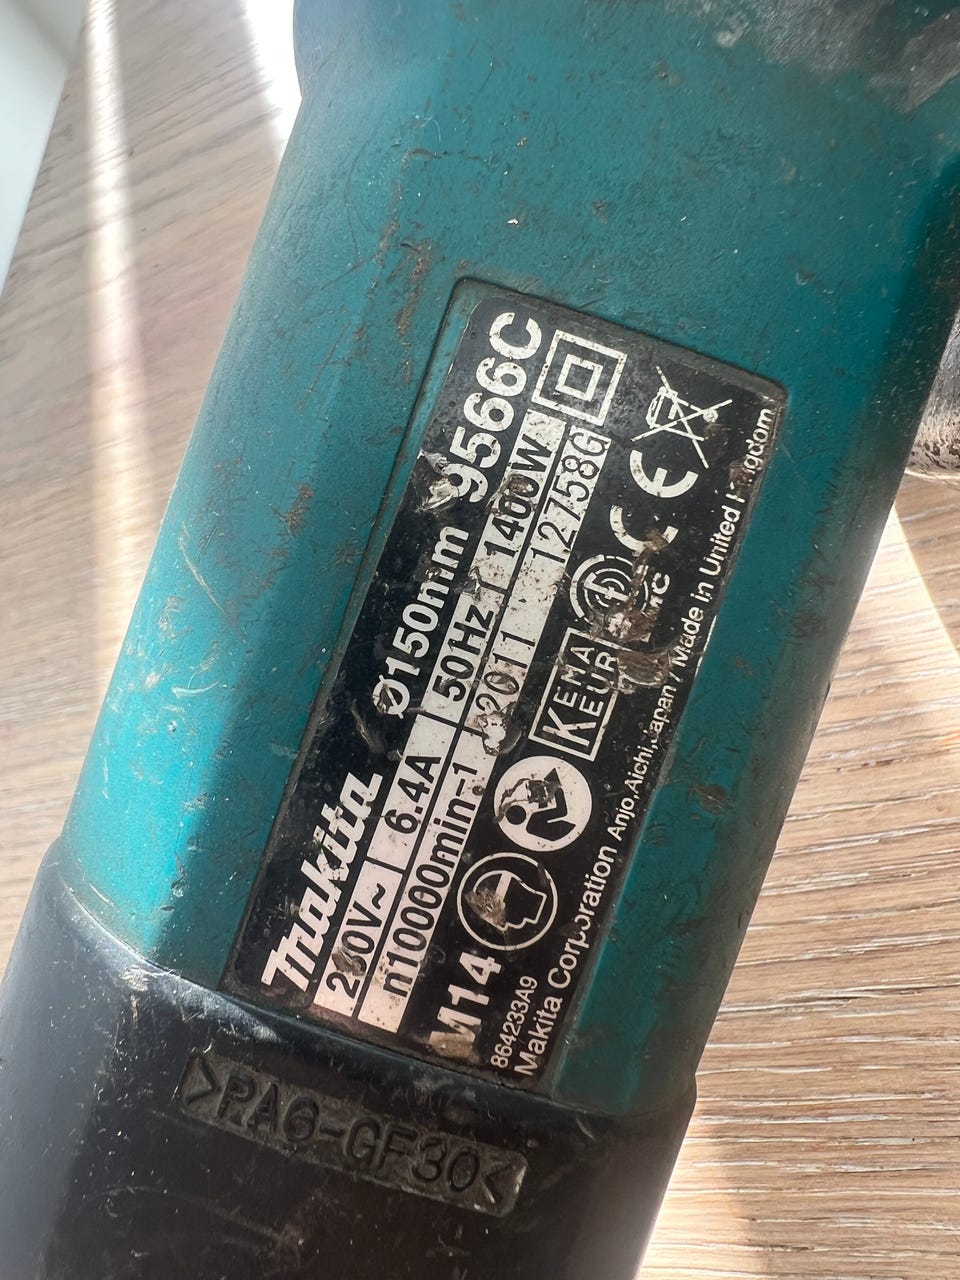 Makita Ø150mm 9566C
6.4A 50Hz 1400W
n10000min-1 2011 12758G
M14 KEMA KEUR CE
864233A9
Makita Corporation Anjo,Aichi,Japan / Made in United
>PA6-GF30<